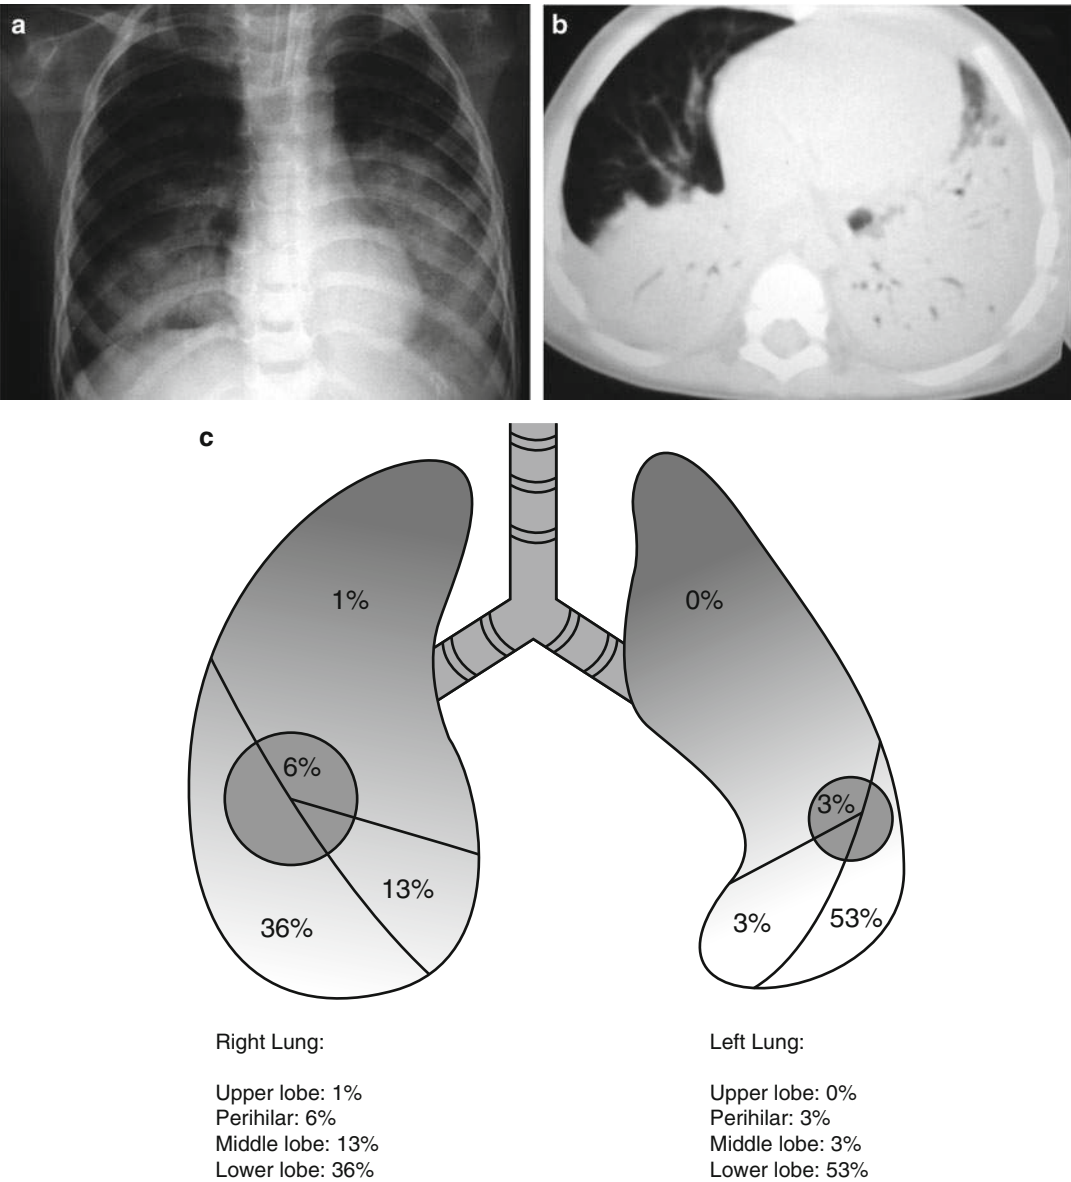 a
b
c
1%
0%
6%
3%
13%
36%
3%
53%
Right Lung:
Upper lobe: 1%
Perihilar: 6%
Middle lobe: 13%
Lower lobe: 36%
Left Lung:
Upper lobe: 0%
Perihilar: 3%
Middle lobe: 3%
Lower lobe: 53%